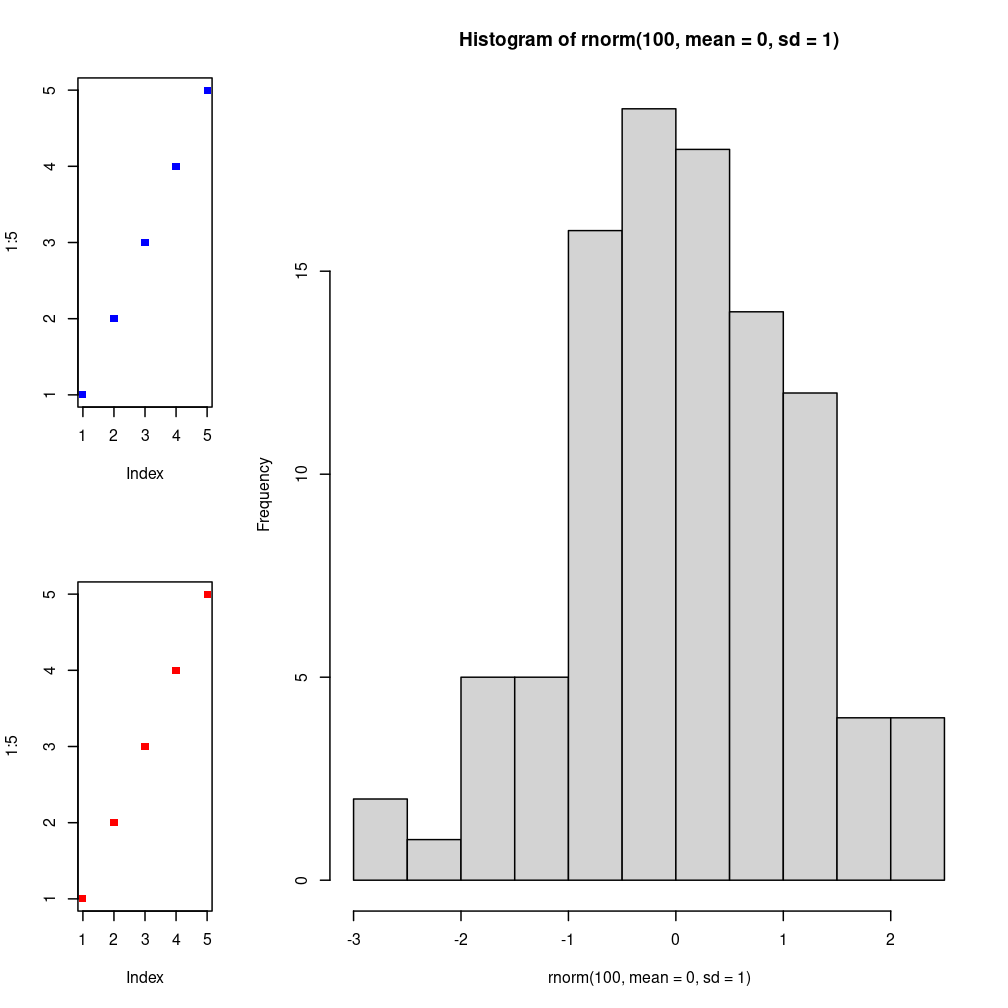 5
4
3
2
1
1:5
1 2 3 4 5
Index
5
4
3
2
1
1:5
1 2 3 4 5
Index
Histogram of rnorm(100, mean = 0, sd = 1)
15
10
5
0
Frequency
-3 -2 -1 0 1 2
rnorm(100, mean = 0, sd = 1)